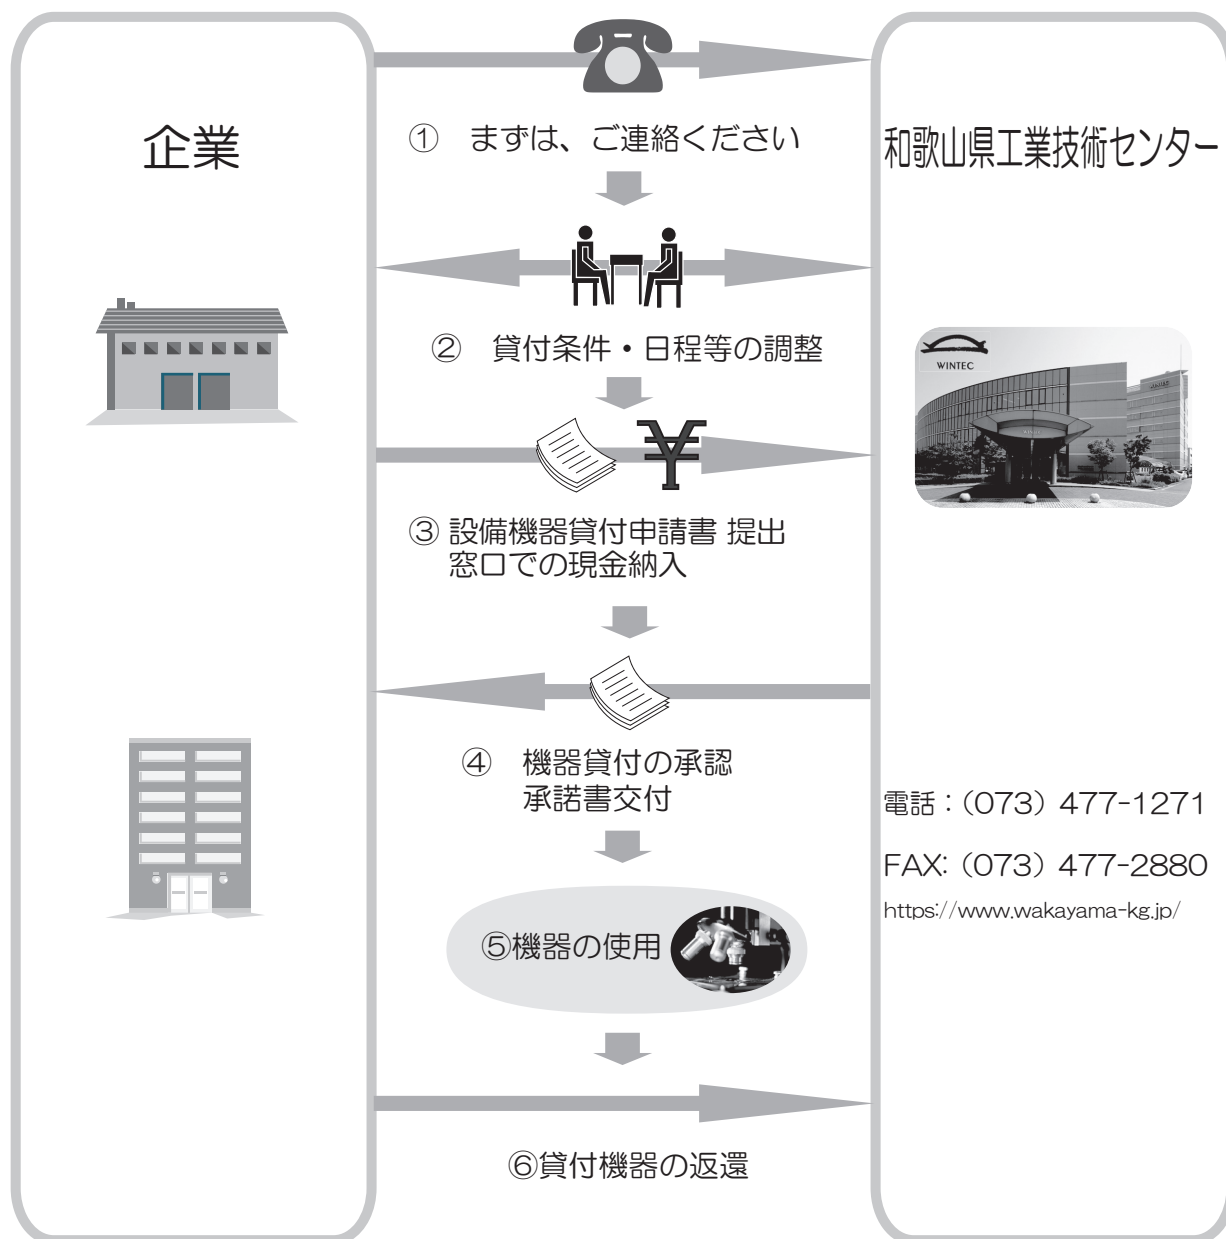 企業
① まずは、ご連絡ください
和歌山県工業技術センター
② 貸付条件・日程等の調整
WINTEC
③ 設備機器貸付申請書 提出
窓口での現金納入
④ 機器貸付の承認
承諾書交付
電話：（073）477-1271
FAX:（073）477-2880
https://www.wakayama-kg.jp/
⑤機器の使用
⑥貸付機器の返還